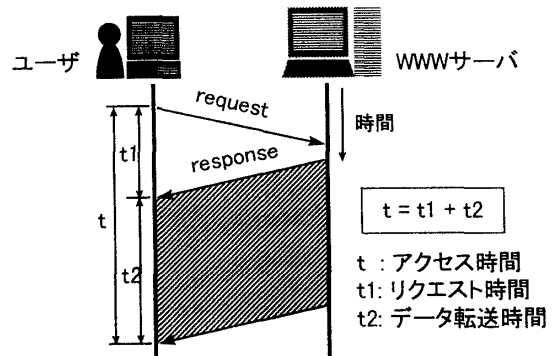 ユーザ
WWWサーバ
request
時間
response
t1
t = t1 + t2
t
t : アクセス時間
t2
t1: リクエスト時間
t2: データ転送時間